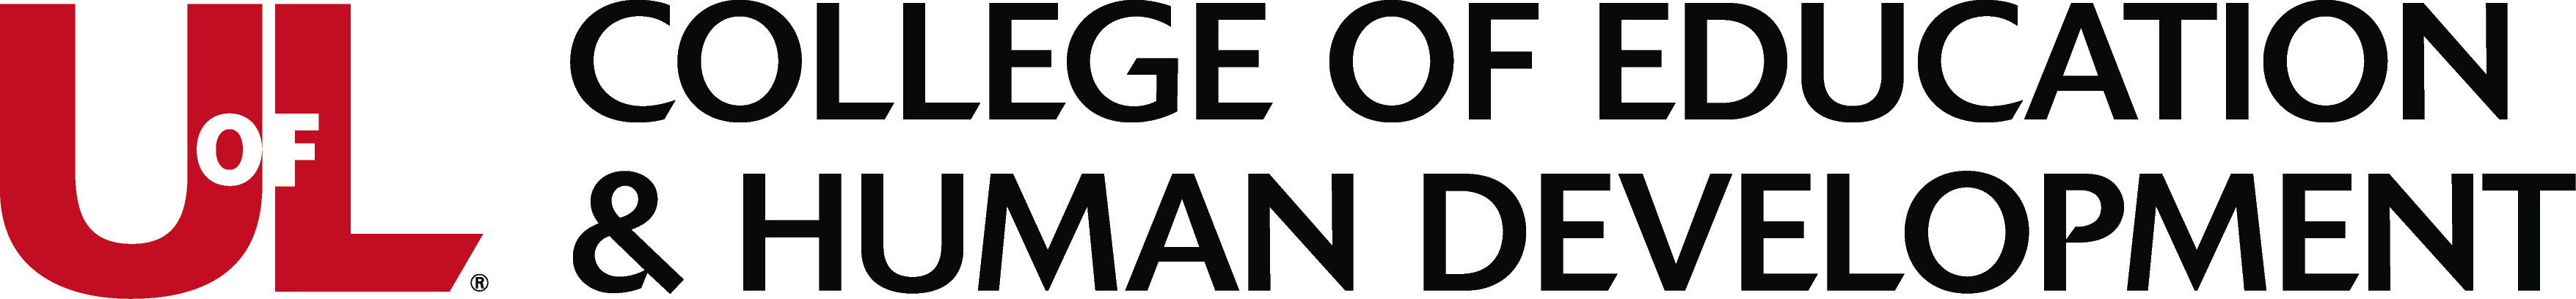 UOFL®
COLLEGE OF EDUCATION
& HUMAN DEVELOPMENT